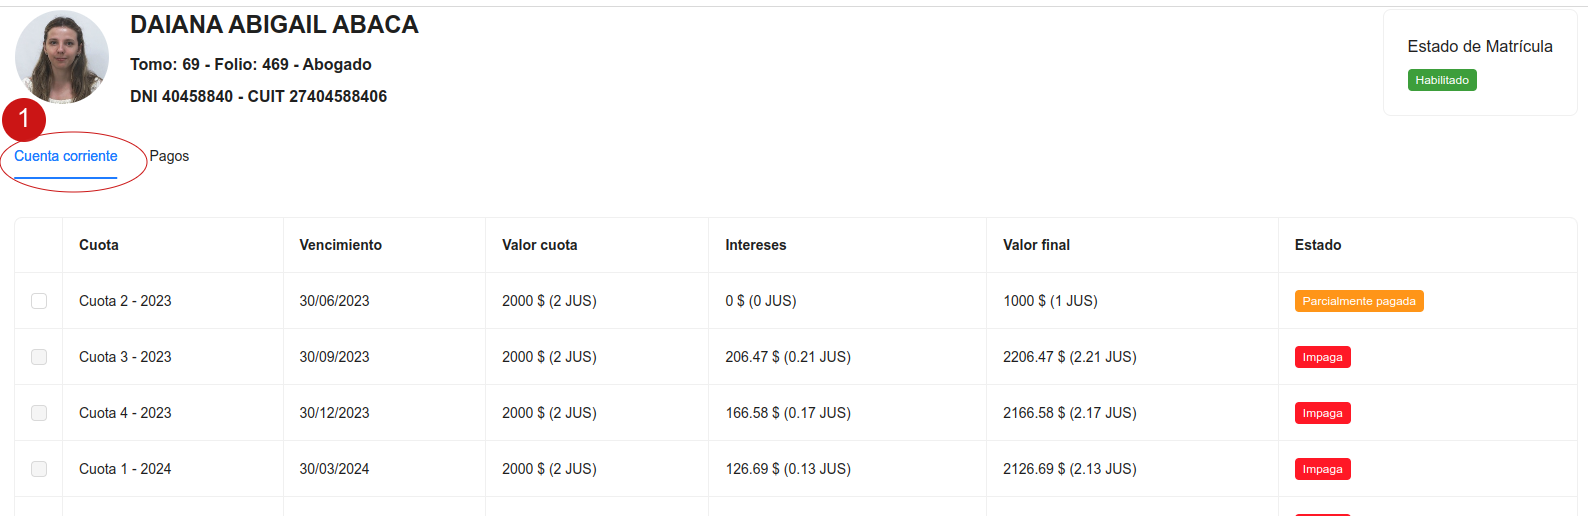 DAIANA ABIGAIL ABACA
Tomo: 69 - Folio: 469 - Abogado
DNI 40458840 - CUIT 27404588406
Estado de Matrícula
Habilitado
1
Cuenta corriente Pagos
Cuota Vencimiento Valor cuota Intereses Valor final Estado
Cuota 2 - 2023 30/06/2023 2000 $ (2 JUS) 0 $ (0 JUS) 1000 $ (1 JUS) Parcialmente pagada
Cuota 3 - 2023 30/09/2023 2000 $ (2 JUS) 206.47 $ (0.21 JUS) 2206.47 $ (2.21 JUS) Impaga
Cuota 4 - 2023 30/12/2023 2000 $ (2 JUS) 166.58 $ (0.17 JUS) 2166.58 $ (2.17 JUS) Impaga
Cuota 1 - 2024 30/03/2024 2000 $ (2 JUS) 126.69 $ (0.13 JUS) 2126.69 $ (2.13 JUS) Impaga